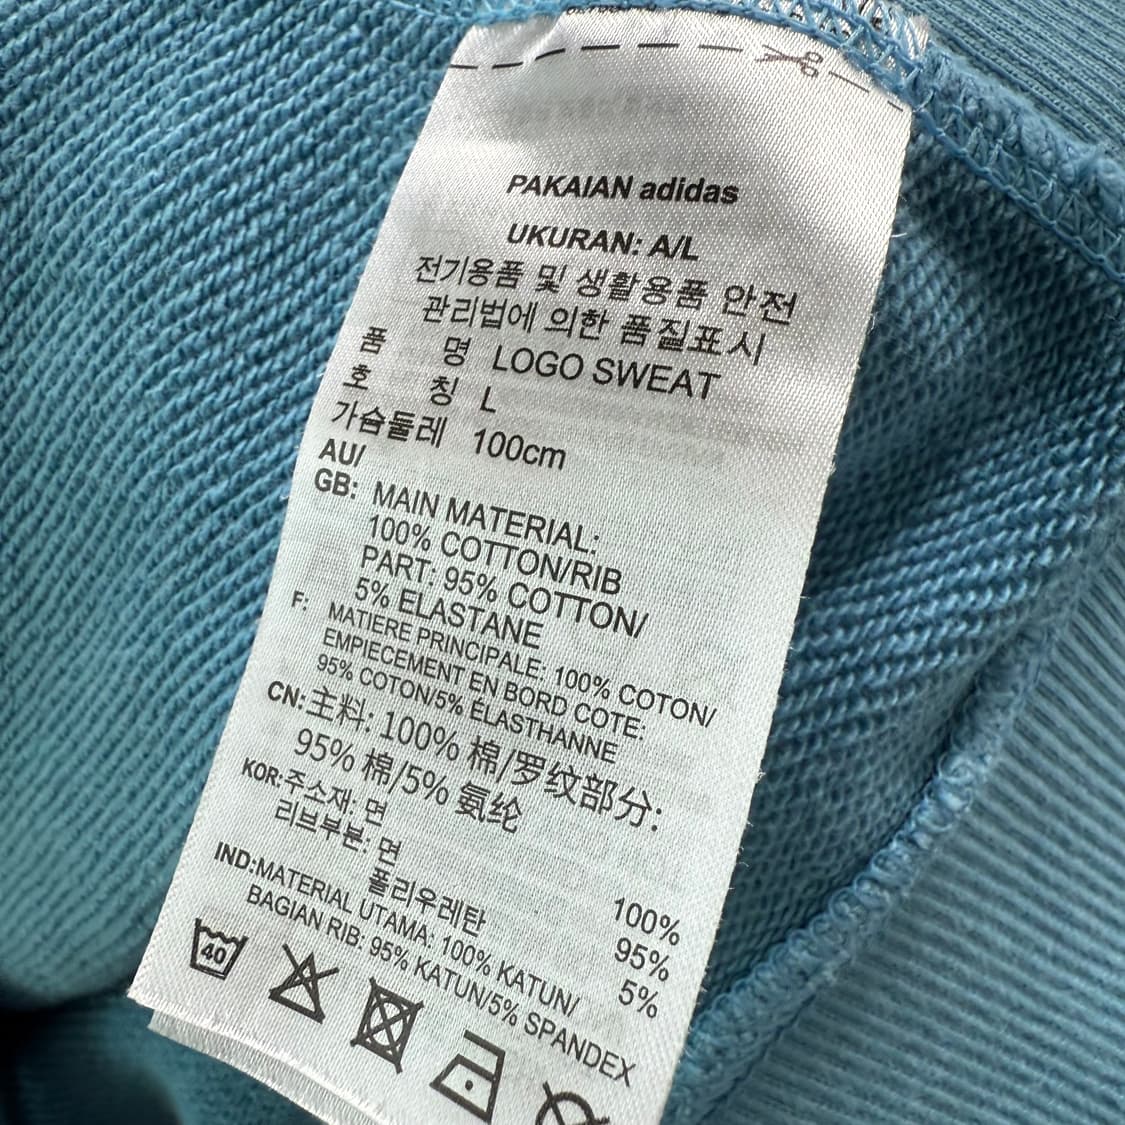 PAKAIAN adidas
UKURAN: A/L
전기용품 및 생활용품 안전
관리법에 의한 품질표시
품 명 LOGO SWEAT
호 칭 L
가슴둘레 100cm
AU/
GB: MAIN MATERIAL:
100% COTTON/RIB
PART: 95% COTTON/
5% ELASTANE
F: MATIERE PRINCIPALE: 100% COTON/
EMPIECEMENT EN BORD COTE:
95% COTON/5% ÉLASTHANNE
CN: 主料: 100% 棉/罗纹部分:
95% 棉/5% 氨纶
KOR: 주소재: 면 100%
리브부분: 면 95%
폴리우레탄 5%
IND: MATERIAL UTAMA: 100% KATUN/
BAGIAN RIB: 95% KATUN/5% SPANDEX
40